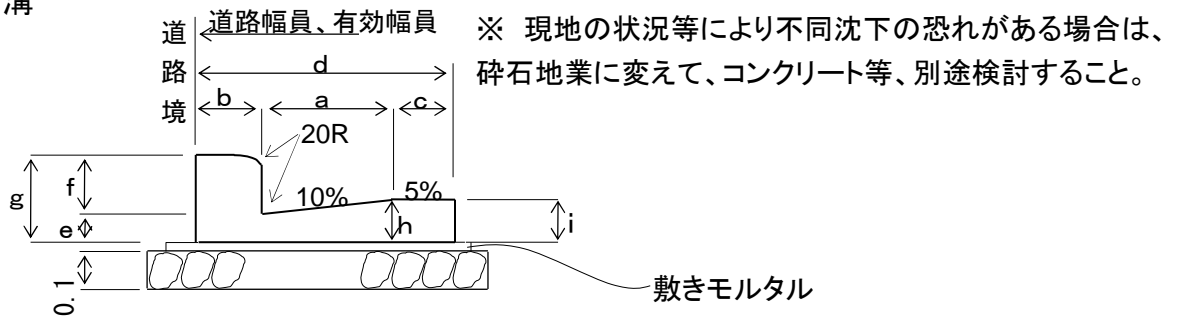 溝
道路境
道路幅員、有効幅員
※ 現地の状況等により不同沈下の恐れがある場合は、
砕石地業に変えて、コンクリート等、別途検討すること。
d
b
a
c
20R
g
f
10%
5%
e
h
i
0.1
敷きモルタル